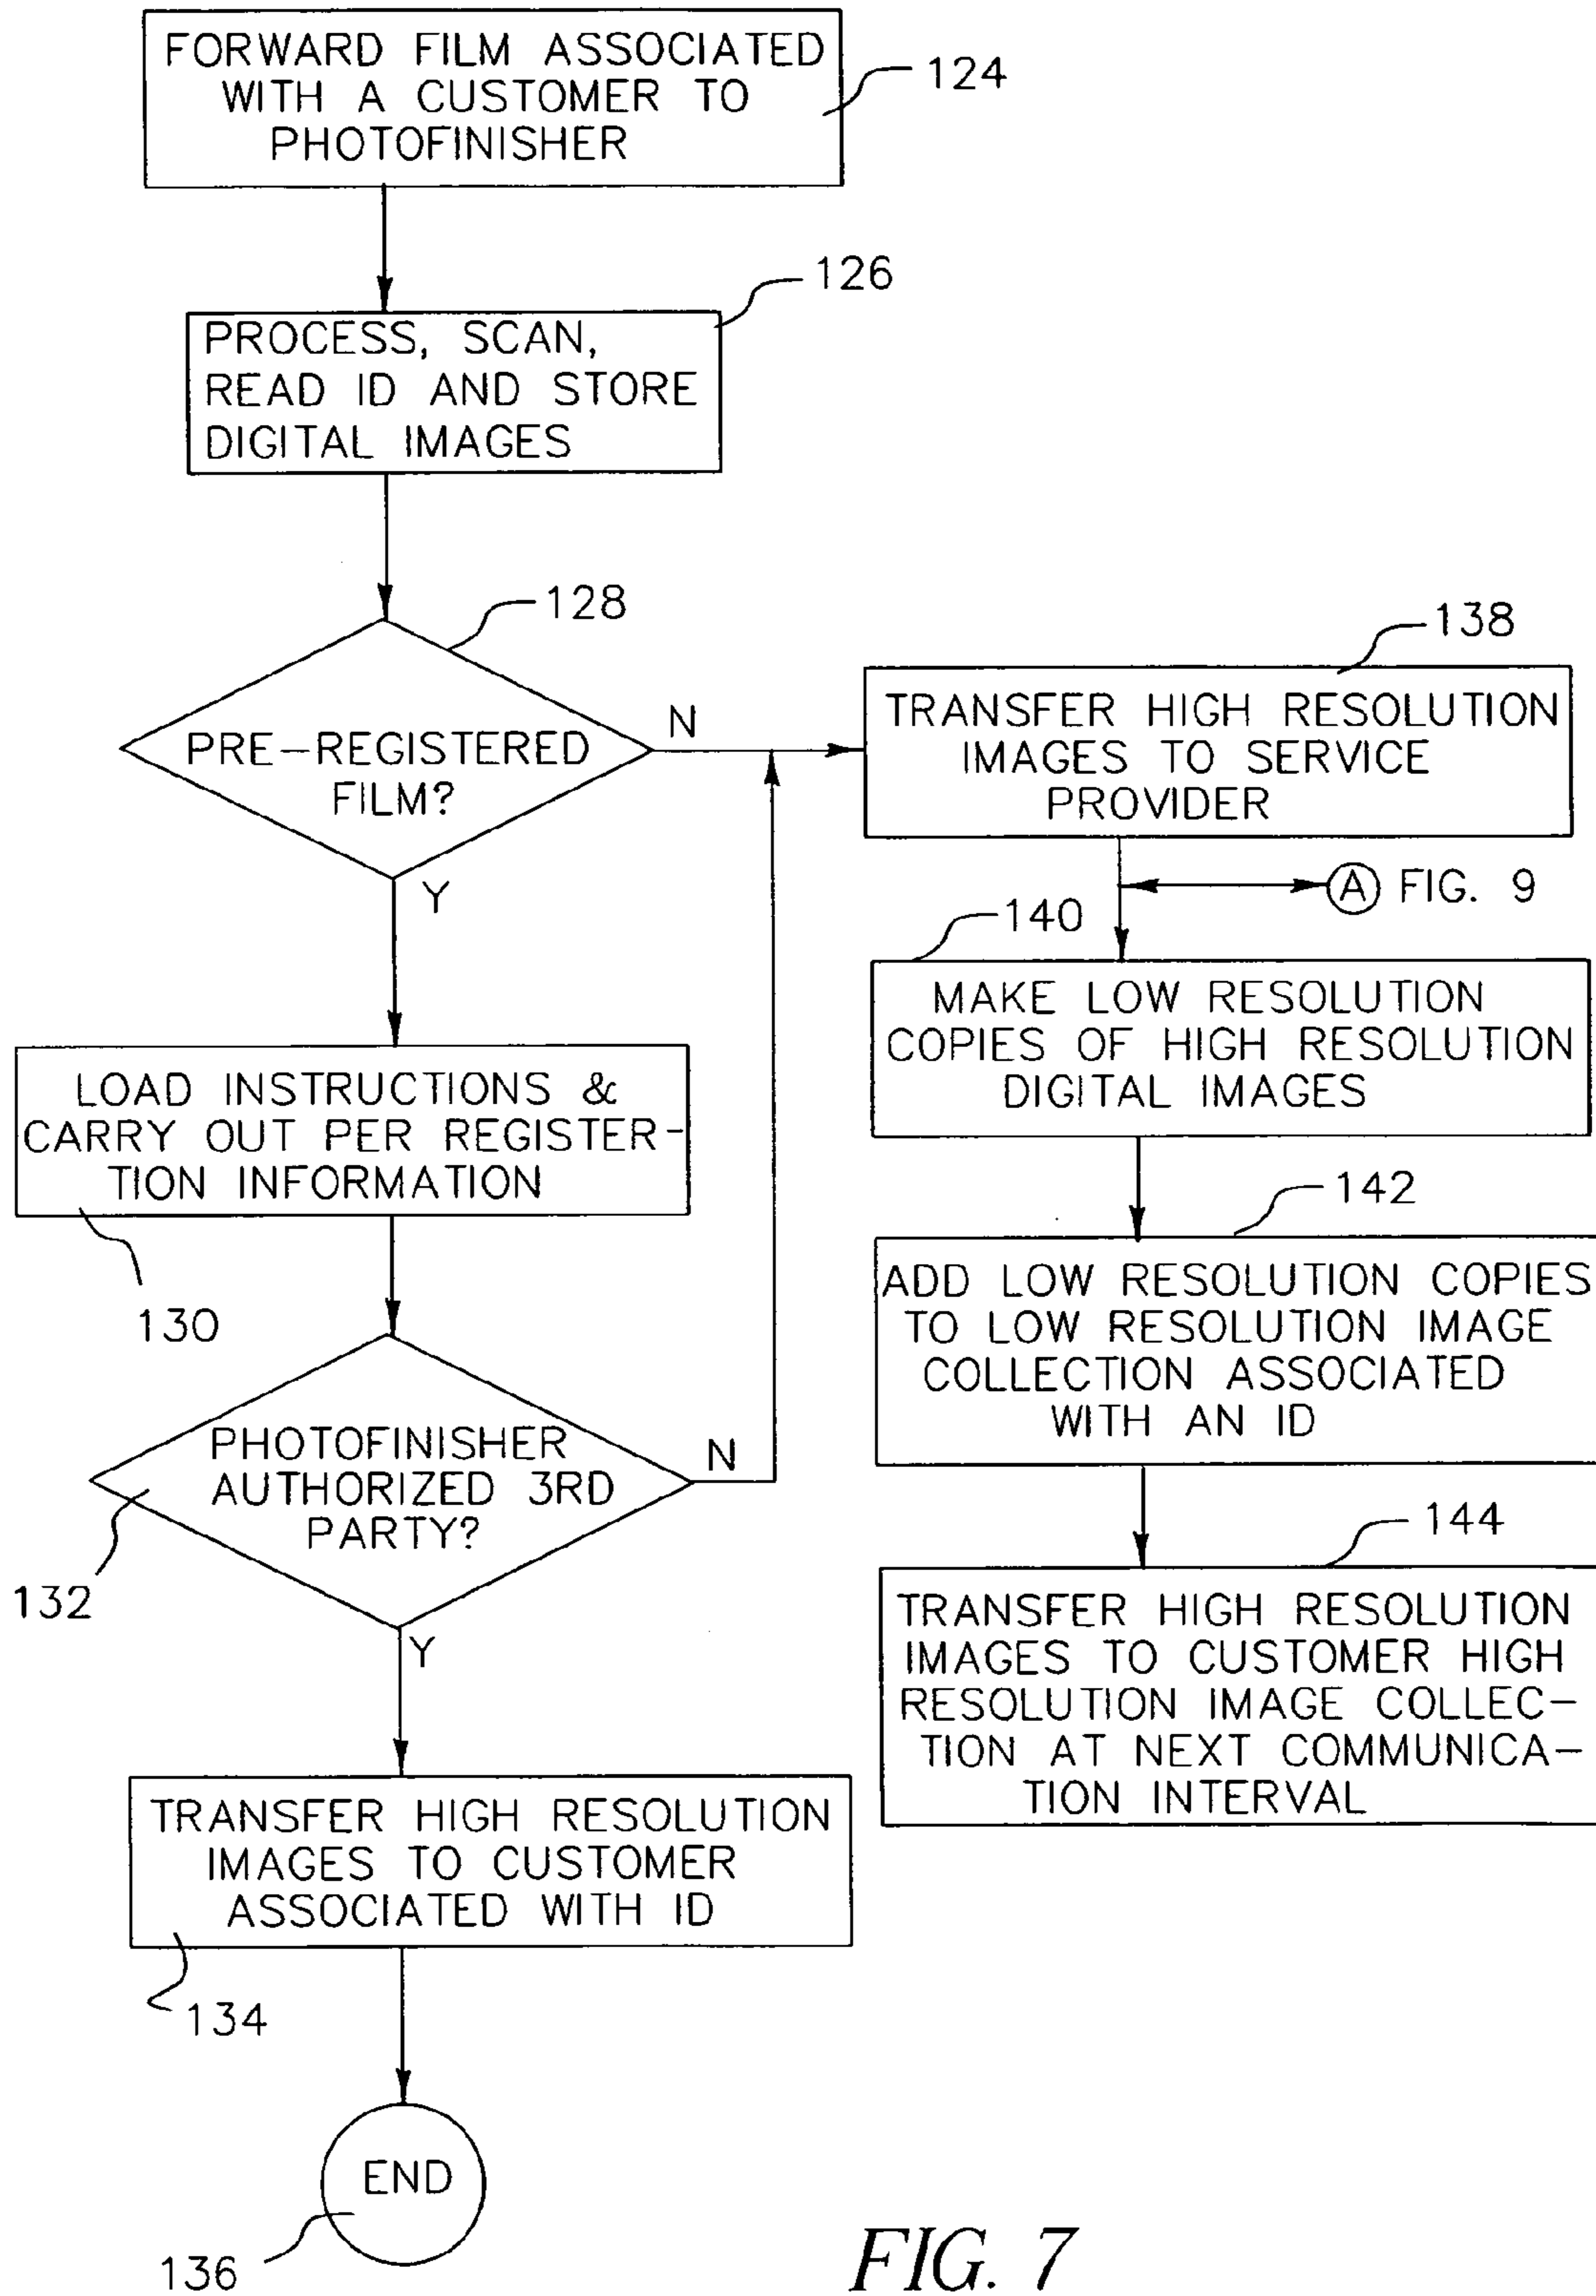 FORWARD FILM ASSOCIATED
WITH A CUSTOMER TO
PHOTOFINISHER
124
126
PROCESS, SCAN,
READ ID AND STORE
DIGITAL IMAGES
128
PRE-REGISTERED
FILM?
N
Y
LOAD INSTRUCTIONS &
CARRY OUT PER REGISTER-
TION INFORMATION
130
PHOTOFINISHER
AUTHORIZED 3RD
PARTY?
N
132
Y
TRANSFER HIGH RESOLUTION
IMAGES TO CUSTOMER
ASSOCIATED WITH ID
134
END
136
138
TRANSFER HIGH RESOLUTION
IMAGES TO SERVICE
PROVIDER
A FIG. 9
140
MAKE LOW RESOLUTION
COPIES OF HIGH RESOLUTION
DIGITAL IMAGES
142
ADD LOW RESOLUTION COPIES
TO LOW RESOLUTION IMAGE
COLLECTION ASSOCIATED
WITH AN ID
144
TRANSFER HIGH RESOLUTION
IMAGES TO CUSTOMER HIGH
RESOLUTION IMAGE COLLEC-
TION AT NEXT COMMUNICA-
TION INTERVAL
FIG. 7